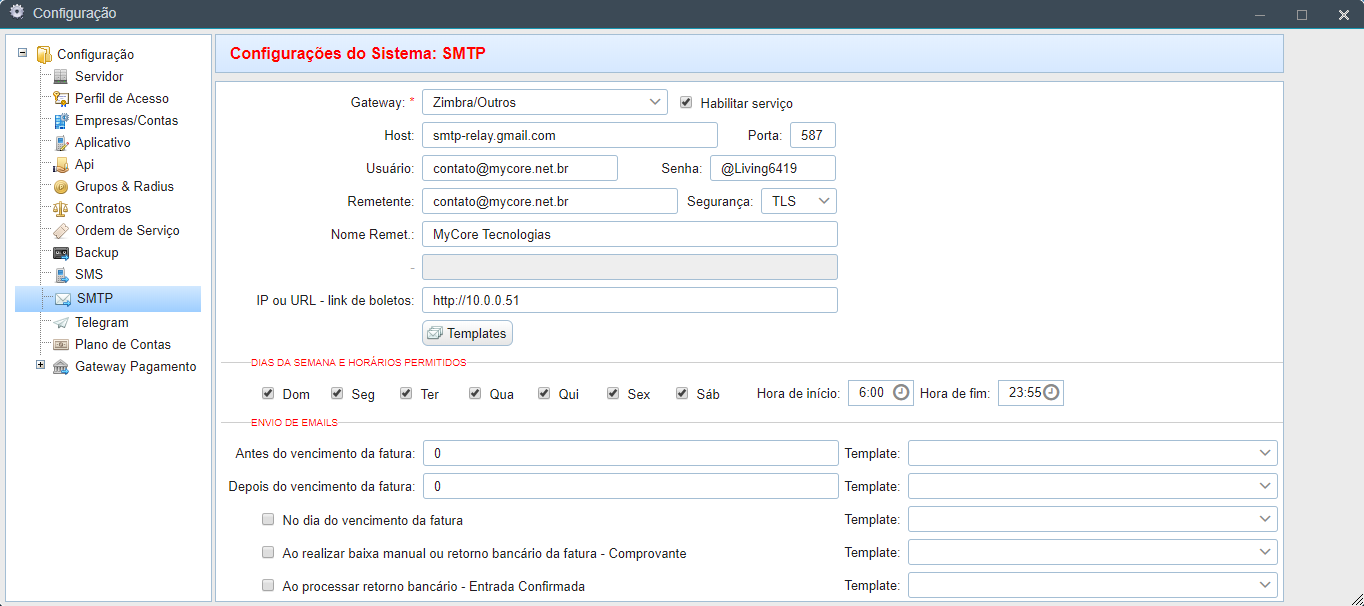 Configuração
Configuração
Servidor
Perfil de Acesso
Empresas/Contas
Aplicativo
Api
Grupos & Radius
Contratos
Ordem de Serviço
Backup
SMS
SMTP
Telegram
Plano de Contas
Gateway Pagamento
Configurações do Sistema: SMTP
Gateway: * Zimbra/Outros Habilitar serviço
Host: smtp-relay.gmail.com Porta: 587
Usuário: contato@mycore.net.br Senha: @Living6419
Remetente: contato@mycore.net.br Segurança: TLS
Nome Remet.: MyCore Tecnologias
-
IP ou URL - link de boletos: http://10.0.0.51
Templates
DIAS DA SEMANA E HORÁRIOS PERMITIDOS
Dom Seg Ter Qua Qui Sex Sáb Hora de início: 6:00 Hora de fim: 23:55
ENVIO DE EMAILS
Antes do vencimento da fatura: 0 Template:
Depois do vencimento da fatura: 0 Template:
No dia do vencimento da fatura Template:
Ao realizar baixa manual ou retorno bancário da fatura - Comprovante Template:
Ao processar retorno bancário - Entrada Confirmada Template: